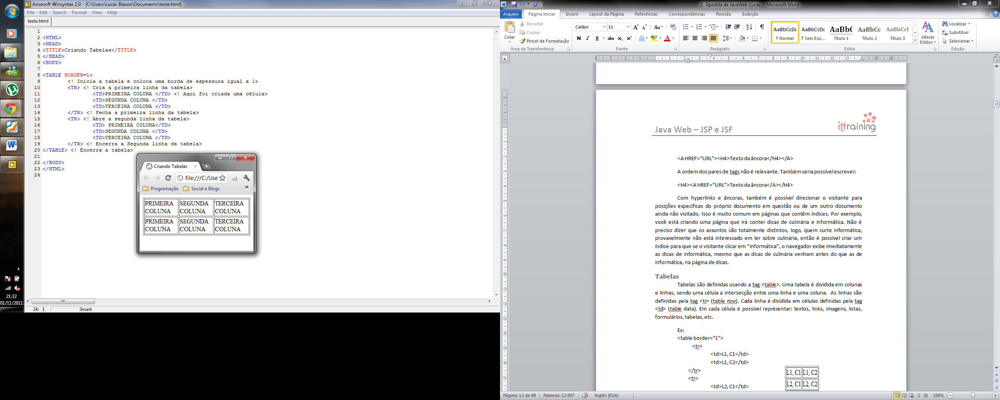 Arisesoft Winsyntax 2.0 - [C:\Users\Lucas Biason\Documents\teste.html]
File Edit Search Format View Help
teste.html
1
2 <HTML>
3 <HEAD>
4 <TITLE>Criando Tabelas</TITLE>
5 </HEAD>
6 <BODY>
7
8 <TABLE BORDER=1>
9 <! Inicia a tabela e coloca uma borda de espessura igual a 1>
10 <TR> <! Cria a primeira linha da tabela>
11 <TD>PRIMEIRA COLUNA </TD> <! Aqui foi criada uma célula>
12 <TD>SEGUNDA COLUNA </TD>
13 <TD>TERCEIRA COLUNA </TD>
14 </TR> <! Fecha a primeira linha da tabela>
15 <TR> <! Abre a segunda linha da tabela>
16 <TD> PRIMEIRA COLUNA</TD>
17 <TD>SEGUNDA COLUNA </TD>
18 <TD>TERCEIRA COLUNA </TD>
19 </TR> <! Encerra a Segunda linha da tabela>
20 </TABLE> <! Encerra a tabela>
21
22 </BODY>
23 </HTML>
24
Criando Tabelas
file:///C:/Use
Programação Social e Blogs »
PRIMEIRA COLUNA SEGUNDA COLUNA TERCEIRA COLUNA
PRIMEIRA COLUNA SEGUNDA COLUNA TERCEIRA COLUNA
21:32
01/11/2011
24: 1 Insert
1. Apostila de JavaWeb Lucas - Microsoft Word
Arquivo Página Inicial Inserir Layout da Página Referências Correspondências Revisão Exibição
Colar
Recortar
Copiar
Pincel de Formatação
Área de Transferência
Calibri 11
N I S abc x₂ x²
Fonte
Parágrafo
AaBbCcDc AaBbCcDc AaBbC AaBbCc AaBbCcI
¶ Normal ¶ Sem Esp... Título 1 Título 2 Título 3
Alterar Estilos
Estilo
Localizar
Substituir
Selecionar
Edição
Java Web – JSP e JSF
ittraining
<A HREF=”URL”><H4>Texto da âncora</H4></A>
A ordem dos pares de tags não é relevante. Também seria possível escrever:
<H4><A HREF=”URL”>Texto da âncora</A></H4>
Com hyperlinks e âncoras, também é possível direcionar o visitante para
posições específicas do próprio documento em questão ou de um outro documento
ainda não visitado. Isso é muito comum em páginas que contêm índices. Por exemplo,
você está criando uma página que irá conter dicas de culinária e informática. Não é
preciso dizer que os assuntos são totalmente distintos, logo, quem curte informática,
provavelmente não está interessado em ler sobre culinária, então é possível criar um
índice para que se o visitante clicar em “informática”, o navegador exibe imediatamente
as dicas de informática, mesmo que as dicas de culinária venham antes do que as de
informática, na página de dicas.
Tabelas
Tabelas são definidas usando a tag <table>. Uma tabela é dividida em colunas
e linhas, sendo uma célula a intersecção entre uma linha e uma coluna. As linhas são
definidas pela tag <tr> (table row). Cada linha é dividida em células definidas pela tag
<td> (table data). Em cada célula é possível representar: textos, links, imagens, listas,
formulários, tabelas, etc.
Ex:
<table border="1">
<tr>
<td>L1, C1</td>
<td>L1, C2</td>
</tr>
<tr>
<td>L2, C1</td>
L1, C1 L1, C2
L2, C1 L2, C2
Página: 12 de 99 Palavras: 12.937 Inglês (EUA) 100%